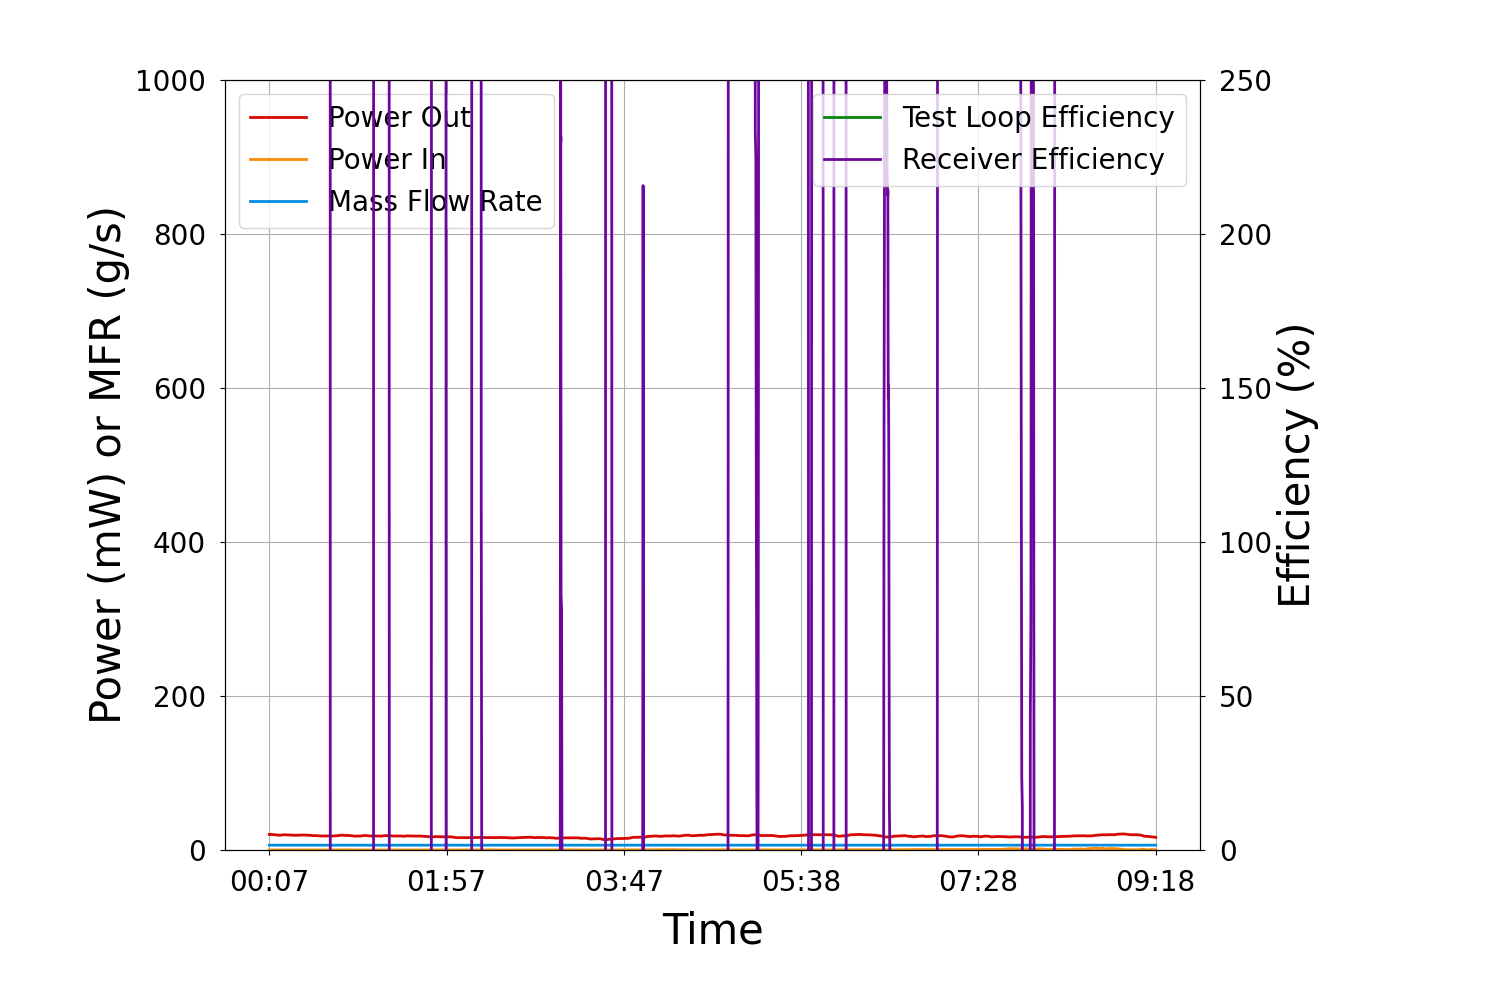 1000
800
600
400
200
0
Power (mW) or MFR (g/s)
Power Out
Power In
Mass Flow Rate
Test Loop Efficiency
Receiver Efficiency
250
200
150
100
50
0
Efficiency (%)
00:07 01:57 03:47 05:38 07:28 09:18
Time